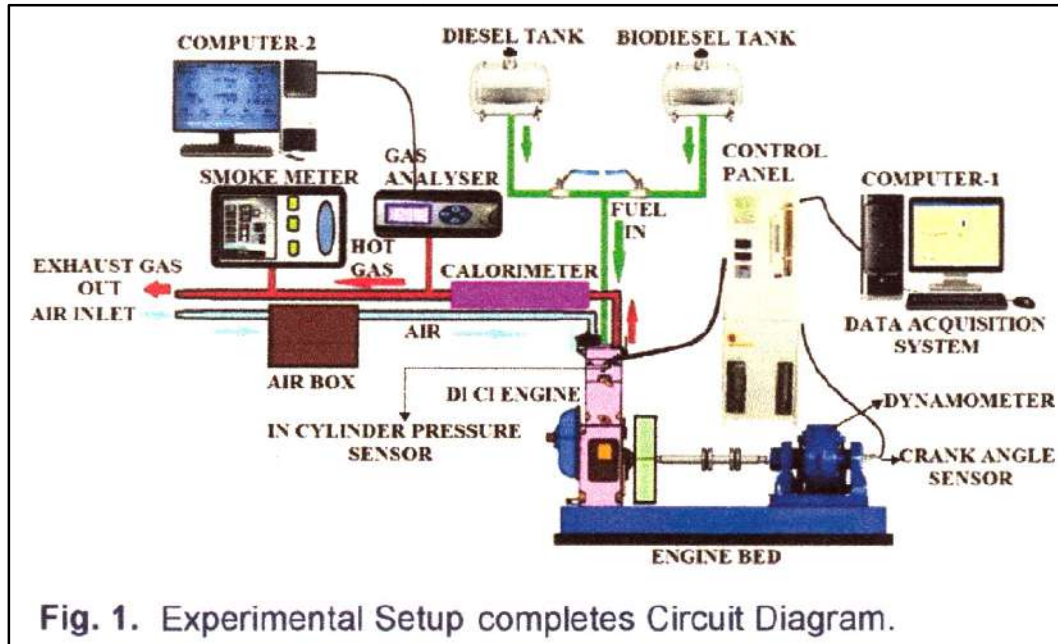 DIESEL TANK
BIODIESEL TANK
COMPUTER-2
CONTROL
PANEL
COMPUTER-1
GAS
ANALYSER
SMOKE METER
FUEL
IN
HOT
GAS
CALORIMETER
EXHAUST GAS
OUT
AIR INLET
AIR
DATA ACQUISITION
SYSTEM
AIR BOX
DI CI ENGINE
DYNAMOMETER
IN CYLINDER PRESSURE
SENSOR
CRANK ANGLE
SENSOR
ENGINE BED
Fig. 1. Experimental Setup completes Circuit Diagram.